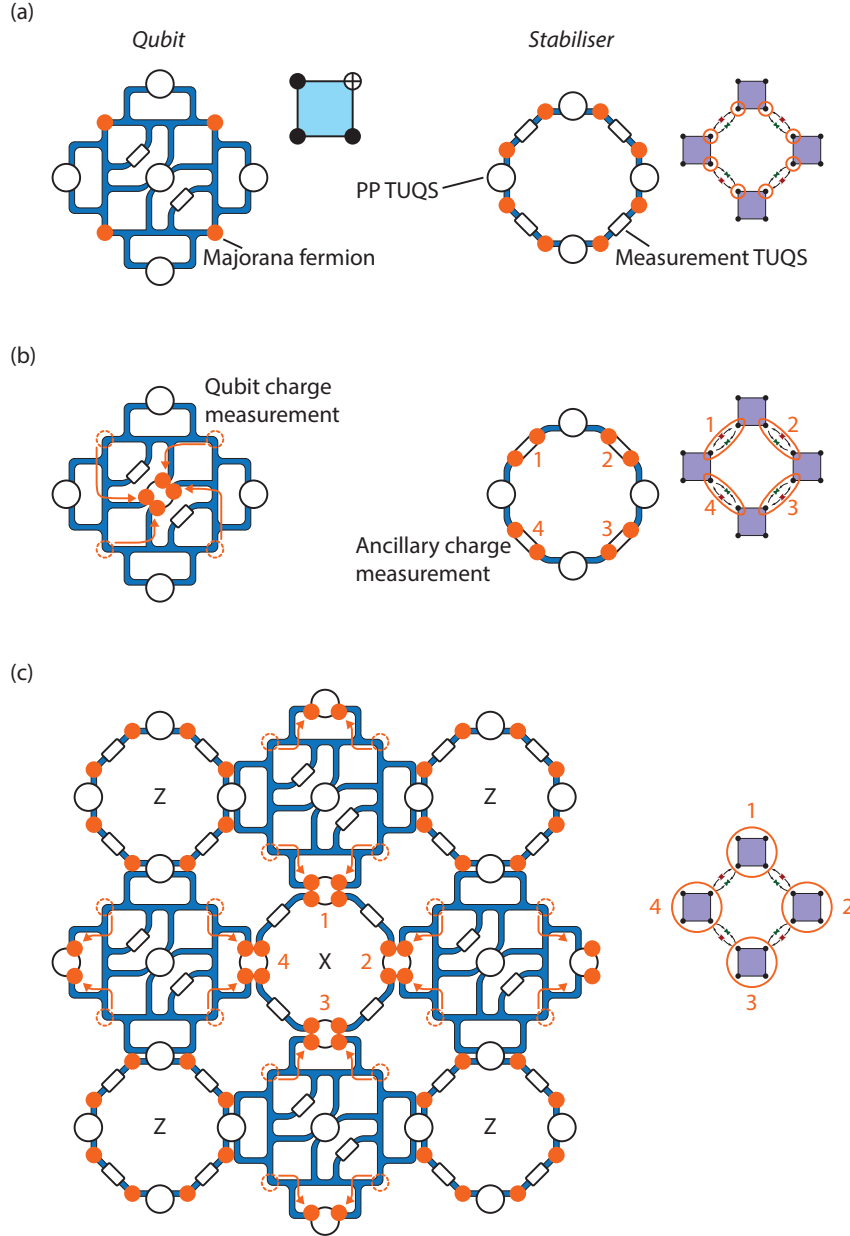 (a)
Qubit
Stabiliser
PP TUQS
Majorana fermion
Measurement TUQS
(b)
Qubit charge
measurement
1
2
1
2
4
3
4
3
Ancillary charge
measurement
(c)
Z
Z
1
1
4
X
2
4
2
3
3
Z
Z